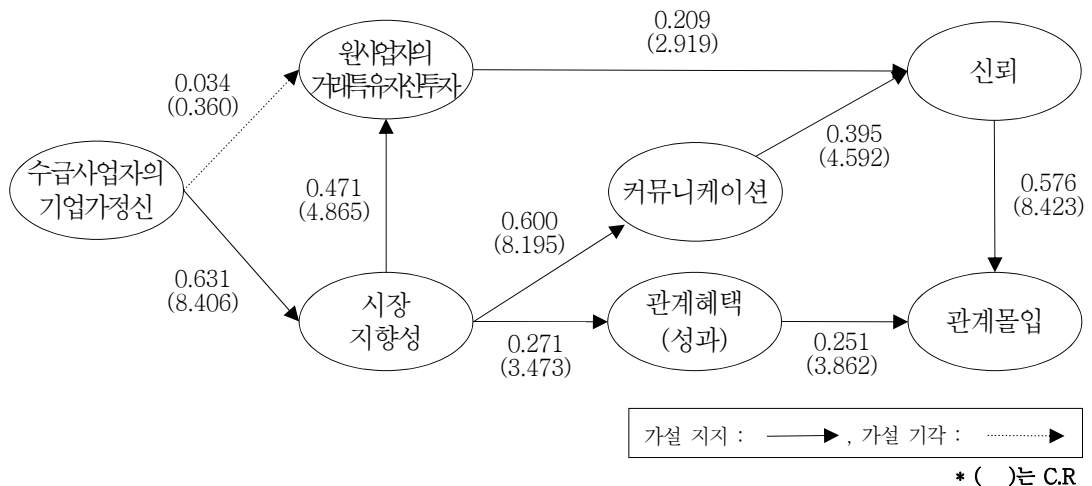 0.209
(2.919)
원사업자의
거래특유자산투자
신뢰
0.034
(0.360)
0.395
(4.592)
수급사업자의
기업가정신
0.471
(4.865)
커뮤니케이션
0.576
(8.423)
0.600
(8.195)
0.631
(8.406)
시장
지향성
관계혜택
(성과)
관계몰입
0.271
(3.473)
0.251
(3.862)
가설 지지 : , 가설 기각 :
* ( )는 C.R